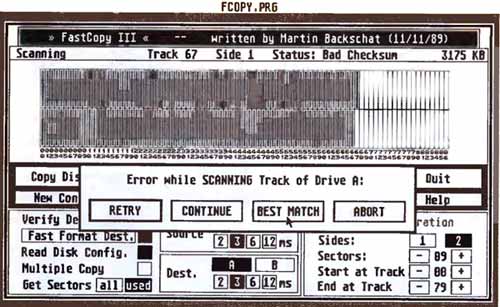 FCOPY.PRG
» FastCopy III « -- written by Martin Backschat (11/11/89)
Scanning Track 67 Side 1 Status: Bad Checksum 3175 KB
Copy Dis Quit
Error while SCANNING Track of Drive A:
New Con Help
RETRY CONTINUE BEST MATCH ABORT
Verify De ration
Fast Format Dest. Source 2 3 6 12 ms Sides: 1 2
Read Disk Config. Sectors: - 09 +
Multiple Copy Dest. A B Start at Track - 00 +
Get Sectors all used 2 3 6 12 ms End at Track - 79 +